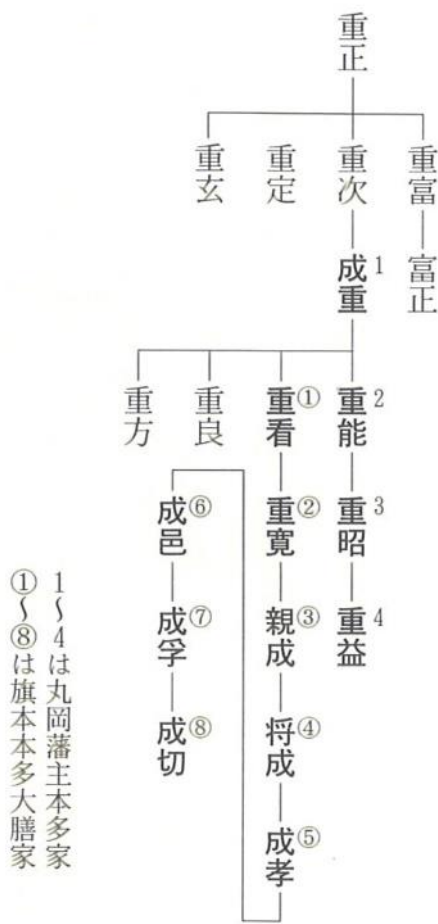 重正
重富
富正
重次
1
成重
2
重能
3
重昭
4
重益
①
重看
②
重寛
③
親成
④
将成
⑤
成孝
⑥
成邑
⑦
成孚
⑧
成切
重良
重方
重定
重玄
1〜4は丸岡藩主本多家
①〜⑧は旗本本多大膳家